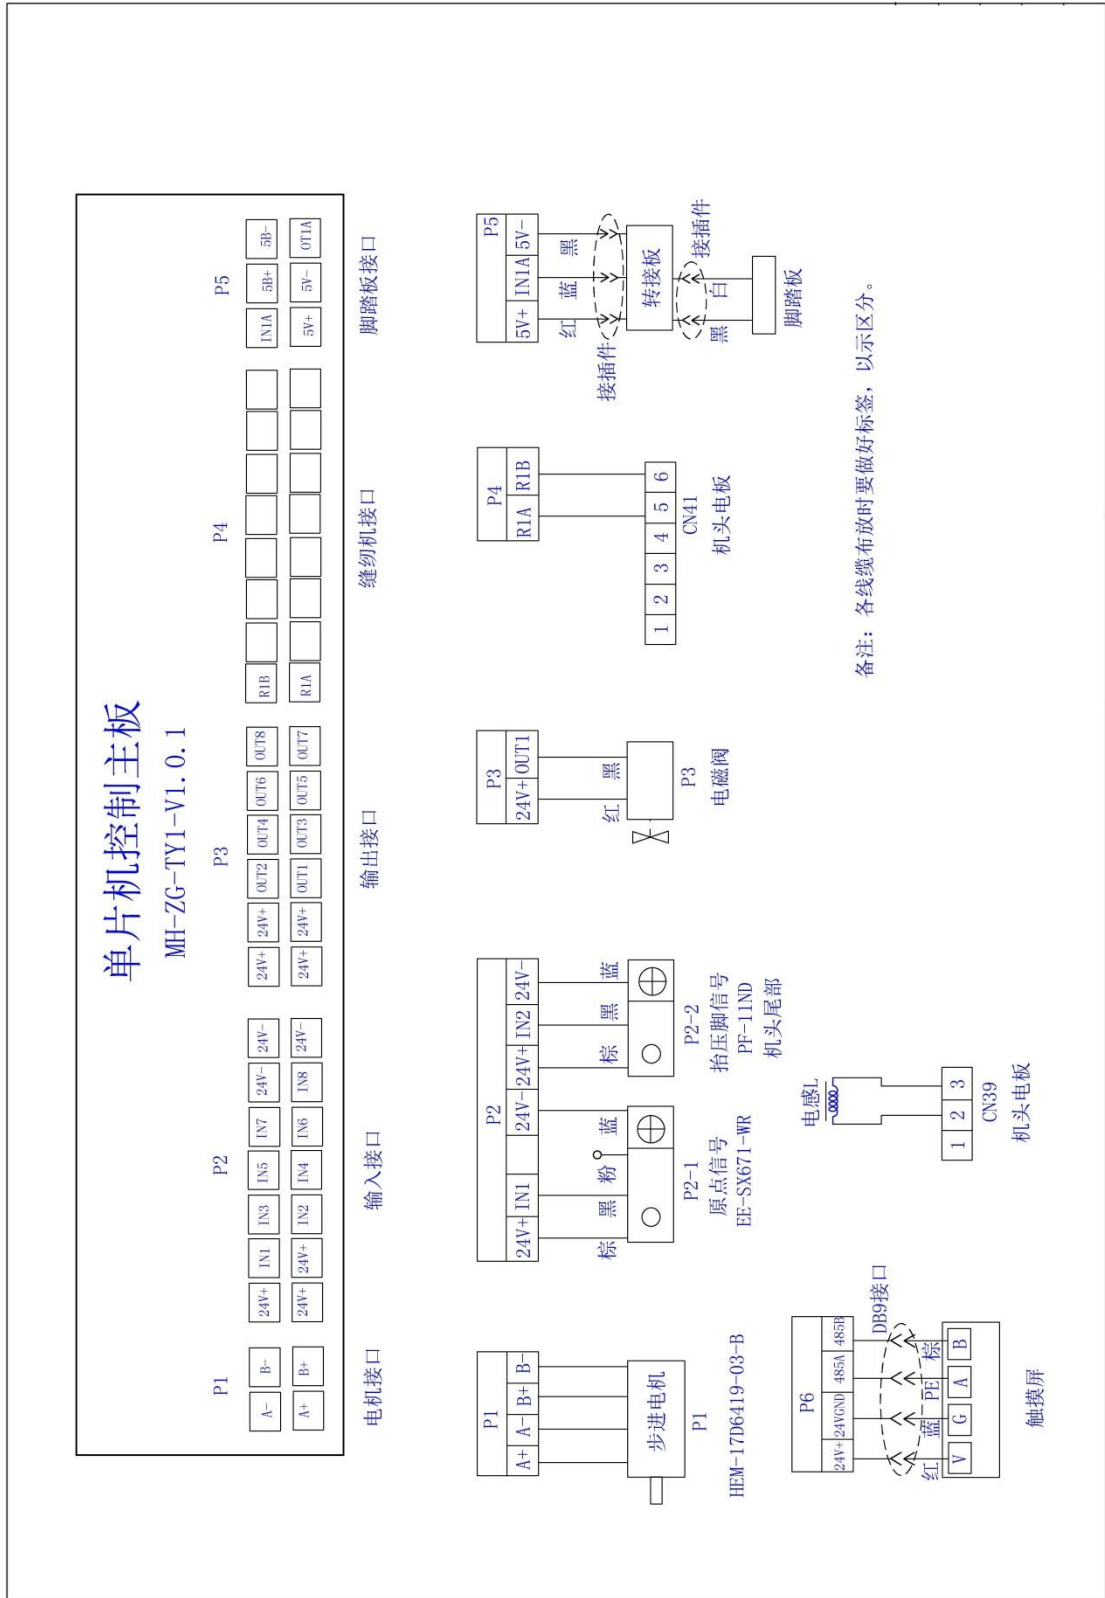 单片机控制主板
MH-ZG-TY1-V1.0.1
P1 P2 P3 P4 P5
A- B- 24V+ IN1 IN3 IN5 IN7 24V- 24V- 24V+ 24V+ OUT2 OUT4 OUT6 OUT8 R1B IN1A 5B+ 5B-
A+ B+ 24V+ 24V+ IN2 IN4 IN6 IN8 24V- 24V+ 24V+ OUT1 OUT3 OUT5 OUT7 R1A 5V+ 5V- OT1A
电机接口 输入接口 输出接口 缝纫机接口 脚踏板接口
P1
A+ A- B+ B-
步进电机
P1
HEM-17D6419-03-B
P2
24V+ IN1 24V- 24V+ IN2 24V-
棕 黑 粉 蓝 棕 黑 蓝
P2-1
原点信号
EE-SX671-WR
P2-2
抬压脚信号
PF-11ND
机头尾部
P3
24V+ OUT1
红 黑
P3
电磁阀
P4
R1A R1B
1 2 3 4 5 6
CN41
机头电板
P5
5V+ IN1A 5V-
红 蓝 黑
接插件
转接板
接插件
黑 白
脚踏板
P6
24V+ 24VGND 485A 485B
DB9接口
红 蓝 PE 棕
V G A B
触摸屏
电感L
1 2 3
CN39
机头电板
备注：各线缆布放时要做好标签，以示区分。